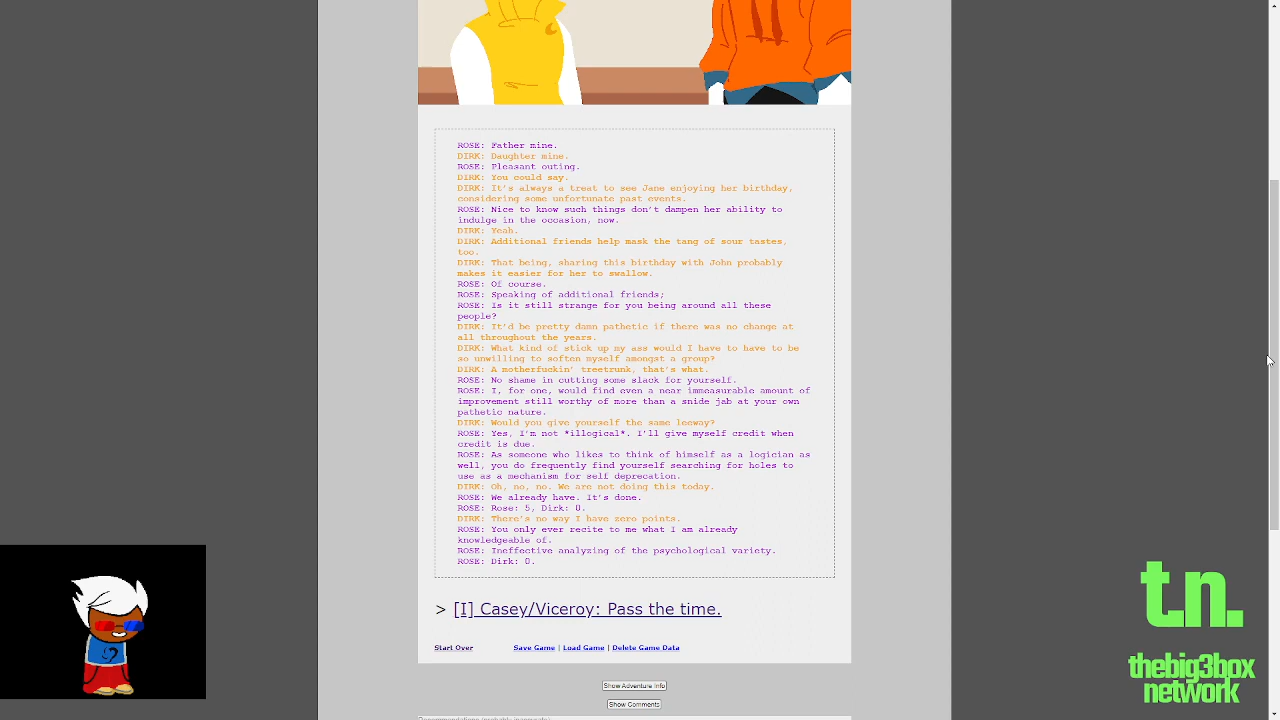 ROSE: Father mine.
DIRK: Daughter mine.
ROSE: Pleasant outing.
DIRK: You could say.
DIRK: It's always a treat to see Jane enjoying her birthday,
considering some unfortunate past events.
ROSE: Nice to know such things don't dampen her ability to
indulge in the occasion, now.
DIRK: Yeah.
DIRK: Additional friends help mask the tang of sour tastes,
too.
DIRK: That being, sharing this birthday with John probably
makes it easier for her to swallow.
ROSE: Of course.
ROSE: Speaking of additional friends;
ROSE: Is it still strange for you being around all these
people?
DIRK: It'd be pretty damn pathetic if there was no change at
all throughout the years.
DIRK: What kind of stick up my ass would I have to have to be
so unwilling to soften myself amongst a group?
DIRK: A motherfuckin' treetrunk, that's what.
ROSE: No shame in cutting some slack for yourself.
ROSE: I, for one, would find even a near immeasurable amount of
improvement still worthy of more than a snide jab at your own
pathetic nature.
DIRK: Would you give yourself the same leeway?
ROSE: Yes, I'm not *illogical*. I'll give myself credit when
credit is due.
ROSE: As someone who likes to think of himself as a logician as
well, you do frequently find yourself searching for holes to
use as a mechanism for self deprecation.
DIRK: Oh, no, no. We are not doing this today.
ROSE: We already have. It's done.
ROSE: Rose: 5, Dirk: 0.
DIRK: There's no way I have zero points.
ROSE: You only ever recite to me what I am already
knowledgeable of.
ROSE: Ineffective analyzing of the psychological variety.
ROSE: Dirk: 0.
> [I] Casey/Viceroy: Pass the time.
Start Over Save Game | Load Game | Delete Game Data
Show Adventure Info
Show Comments
t.n.
thebig3box
network